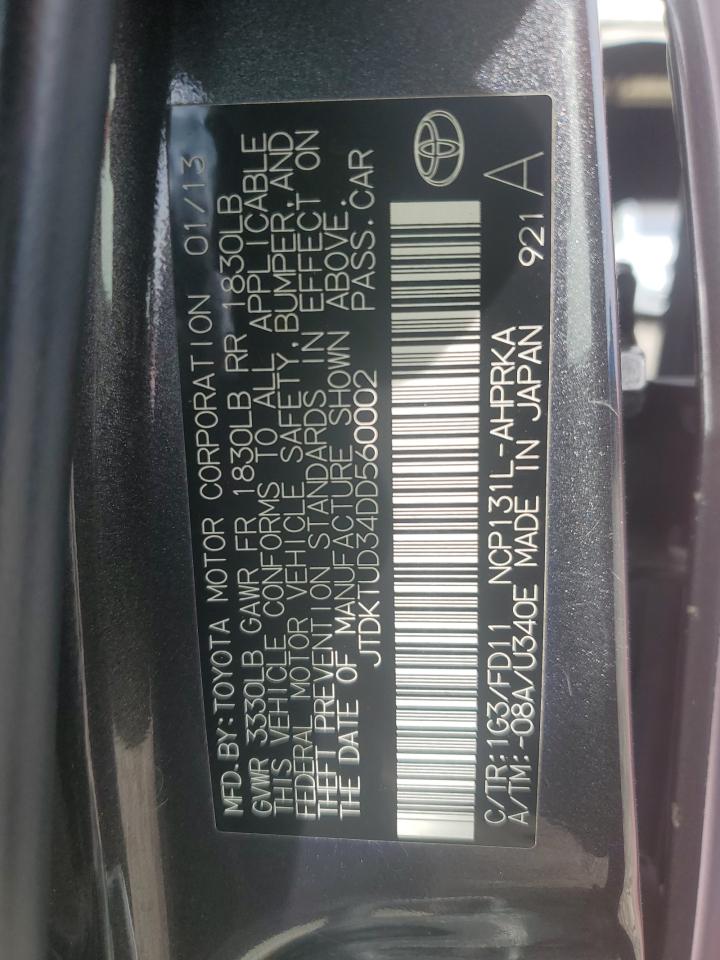 MFD.BY:TOYOTA MOTOR CORPORATION 01/13
GVWR 3330LB GAWR FR 1830LB RR 1830LB
THIS VEHICLE CONFORMS TO ALL APPLICABLE
FEDERAL MOTOR VEHICLE SAFETY,BUMPER,AND
THEFT PREVENTION STANDARDS IN EFFECT ON
THE DATE OF MANUFACTURE SHOWN ABOVE.
JTDKTUD34DD560002 PASS.CAR
C/TR:1G3/FD11 NCP131L-AHPRKA 921 A
A/TM:-08A/U340E MADE IN JAPAN